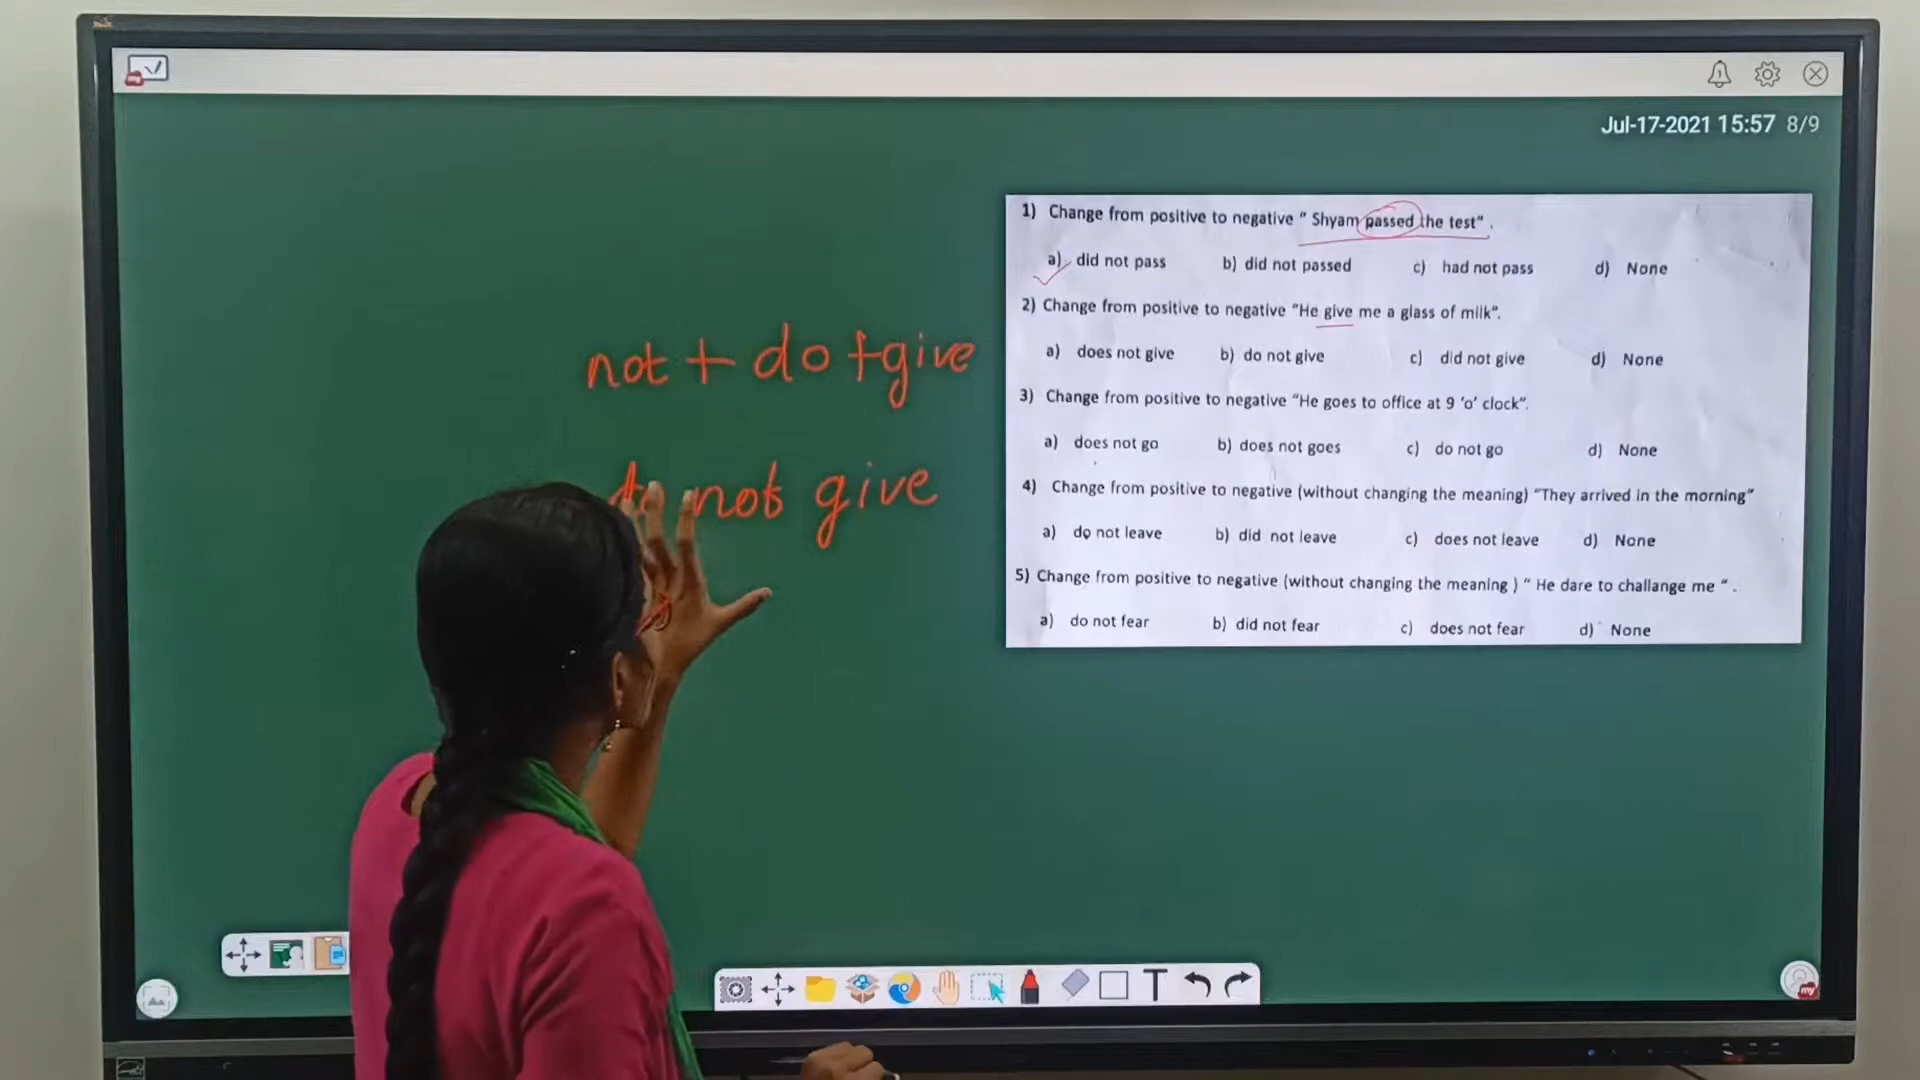 Jul-17-2021 15:57 8/9
not + do + give
do not give
1) Change from positive to negative " Shyam passed the test" .
a) did not pass b) did not passed c) had not pass d) None
2) Change from positive to negative "He give me a glass of milk".
a) does not give b) do not give c) did not give d) None
3) Change from positive to negative "He goes to office at 9 'o' clock".
a) does not go b) does not goes c) do not go d) None
4) Change from positive to negative (without changing the meaning) "They arrived in the morning"
a) do not leave b) did not leave c) does not leave d) None
5) Change from positive to negative (without changing the meaning ) " He dare to challange me " .
a) do not fear b) did not fear c) does not fear d) None
T
my
my